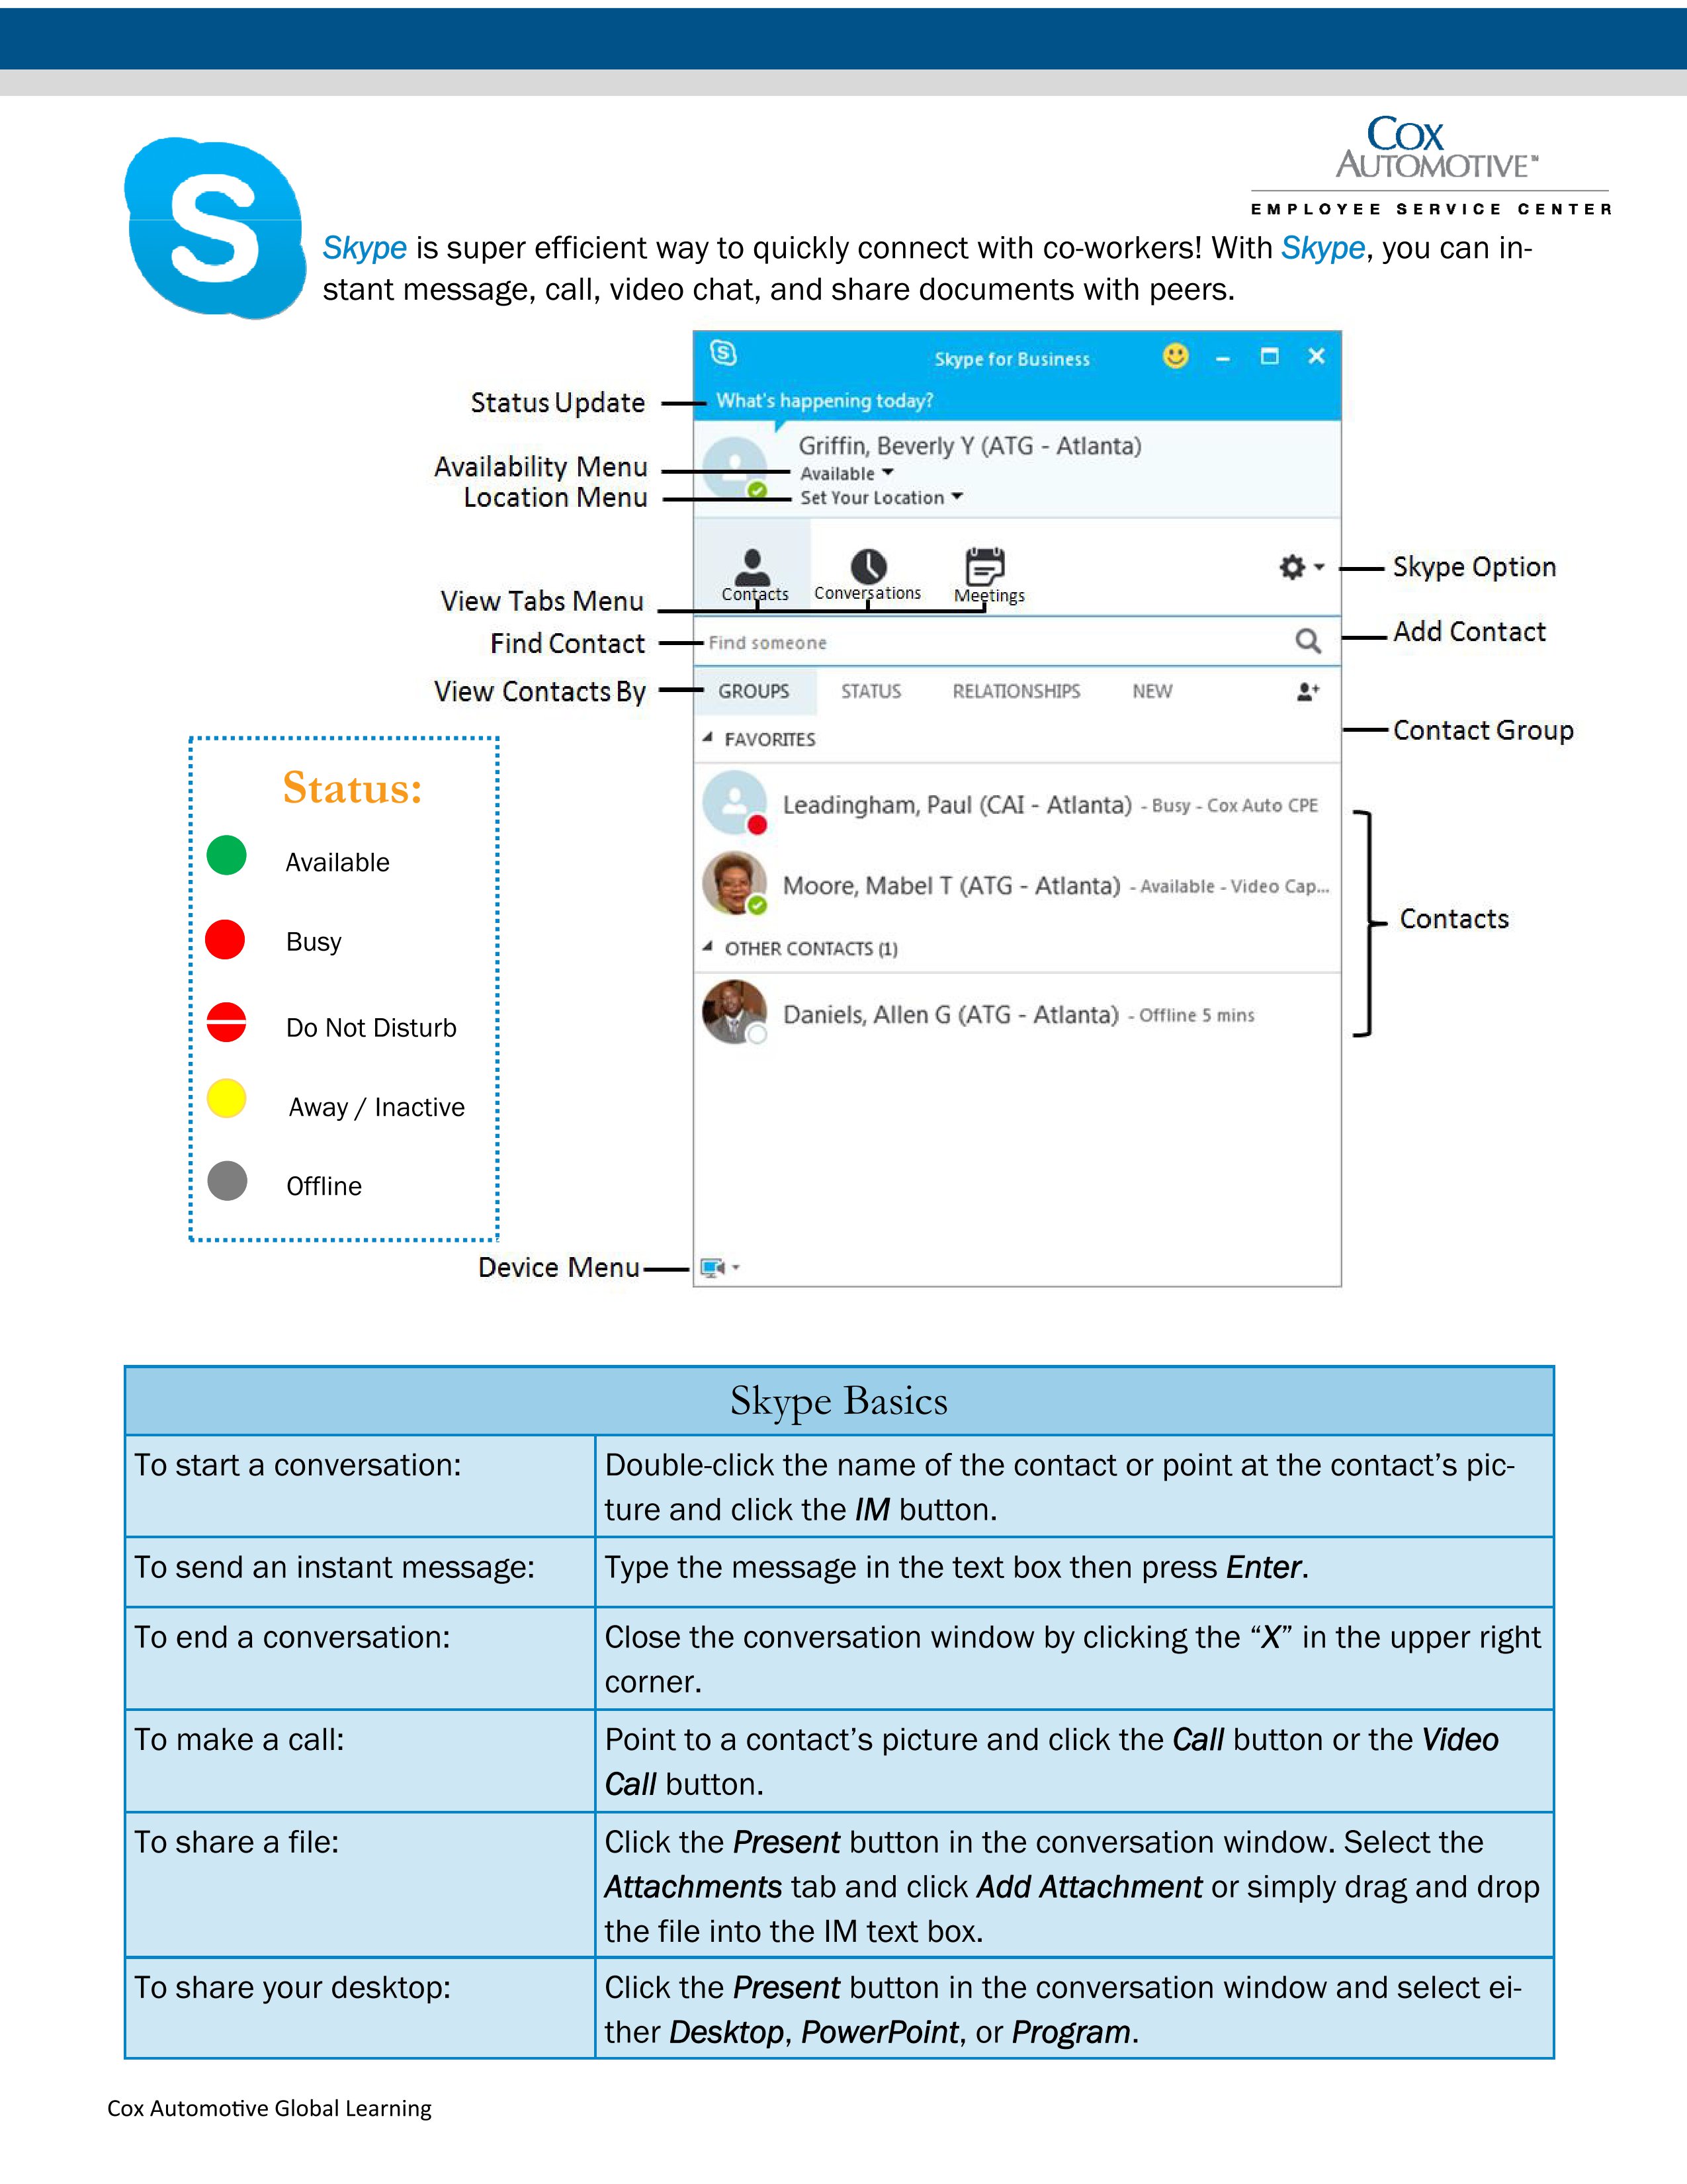 COX
AUTOMOTIVE™
EMPLOYEE SERVICE CENTER
S
Skype is super efficient way to quickly connect with co-workers! With Skype, you can in-
stant message, call, video chat, and share documents with peers.
S
Skype for Business
Status Update
What's happening today?
Griffin, Beverly Y (ATG - Atlanta)
Availability Menu
Available
Location Menu
Set Your Location
Skype Option
Contacts
Conversations
Meetings
View Tabs Menu
Find Contact
Find someone
Add Contact
View Contacts By
GROUPS STATUS RELATIONSHIPS NEW
FAVORITES
Contact Group
Leadingham, Paul (CAI - Atlanta) - Busy - Cox Auto CPE
Moore, Mabel T (ATG - Atlanta) - Available - Video Cap...
Contacts
OTHER CONTACTS (1)
Daniels, Allen G (ATG - Atlanta) - Offline 5 mins
Status:
Available
Busy
Do Not Disturb
Away / Inactive
Offline
Device Menu
Skype Basics
To start a conversation:
Double-click the name of the contact or point at the contact’s pic-
ture and click the IM button.
To send an instant message:
Type the message in the text box then press Enter.
To end a conversation:
Close the conversation window by clicking the “X” in the upper right
corner.
To make a call:
Point to a contact’s picture and click the Call button or the Video
Call button.
To share a file:
Click the Present button in the conversation window. Select the
Attachments tab and click Add Attachment or simply drag and drop
the file into the IM text box.
To share your desktop:
Click the Present button in the conversation window and select ei-
ther Desktop, PowerPoint, or Program.
Cox Automotive Global Learning